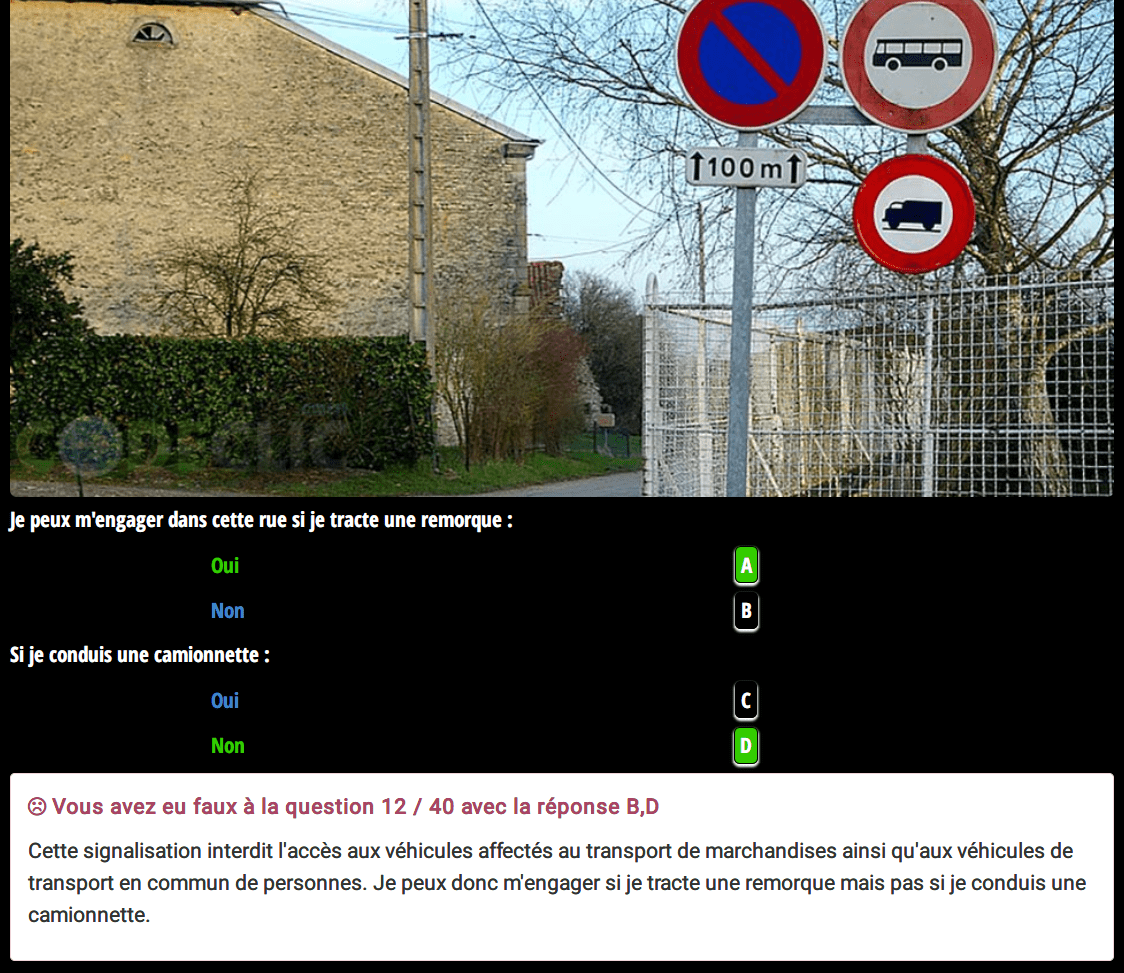 100m
CODECLIC
Je peux m'engager dans cette rue si je tracte une remorque :
Oui A
Non B
Si je conduis une camionnette :
Oui C
Non D
Vous avez eu faux à la question 12 / 40 avec la réponse B,D
Cette signalisation interdit l'accès aux véhicules affectés au transport de marchandises ainsi qu'aux véhicules de
transport en commun de personnes. Je peux donc m'engager si je tracte une remorque mais pas si je conduis une
camionnette.